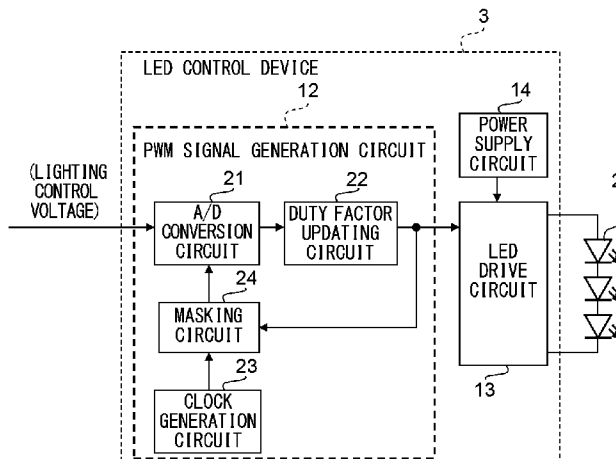 3
LED CONTROL DEVICE
12
14
PWM SIGNAL GENERATION CIRCUIT
POWER
SUPPLY
CIRCUIT
(LIGHTING
CONTROL
VOLTAGE)
21
22
2
A/D
CONVERSION
CIRCUIT
DUTY FACTOR
UPDATING
CIRCUIT
LED
DRIVE
CIRCUIT
24
MASKING
CIRCUIT
23
13
CLOCK
GENERATION
CIRCUIT